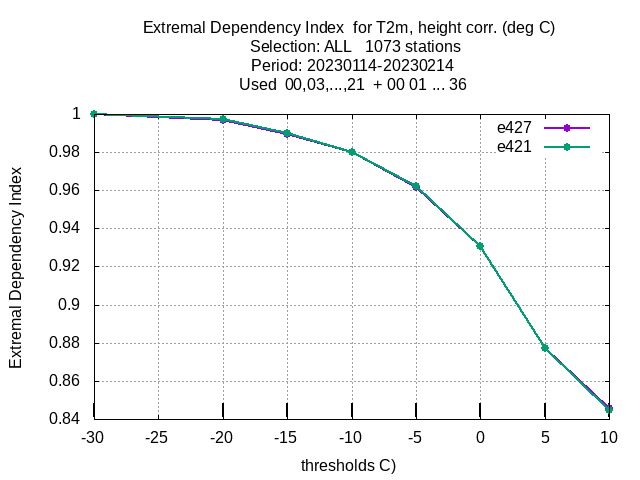 Extremal Dependency Index  for T2m, height corr. (deg C)
Selection: ALL   1073 stations
Period: 20230114-20230214
Used  00,03,...,21  + 00 01 ... 36
e427
e421
Extremal Dependency Index
1
0.98
0.96
0.94
0.92
0.9
0.88
0.86
0.84
-30 -25 -20 -15 -10 -5 0 5 10
thresholds C)